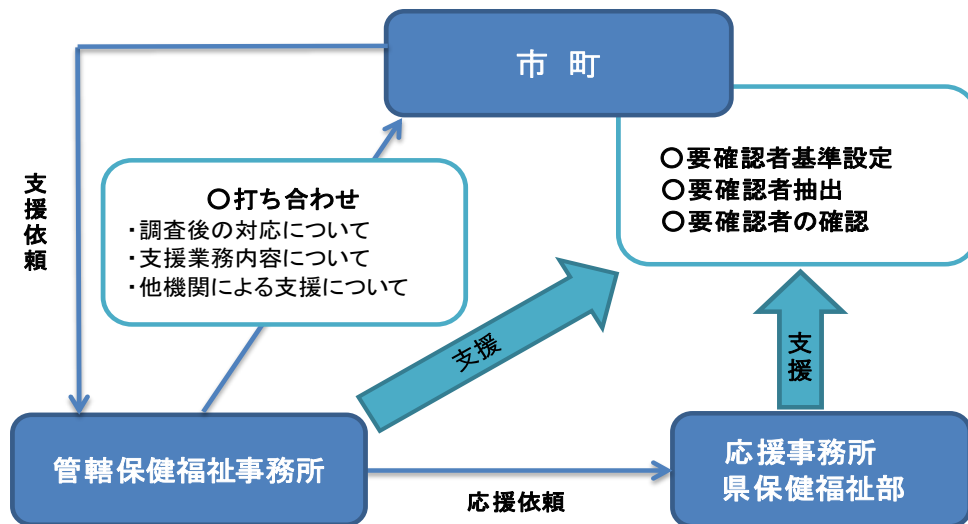 市 町
〇要確認者基準設定
〇要確認者抽出
〇要確認者の確認
支援依頼
〇打ち合わせ
・調査後の対応について
・支援業務内容について
・他機関による支援について
支援
支援
管轄保健福祉事務所
応援依頼
応援事務所
県保健福祉部